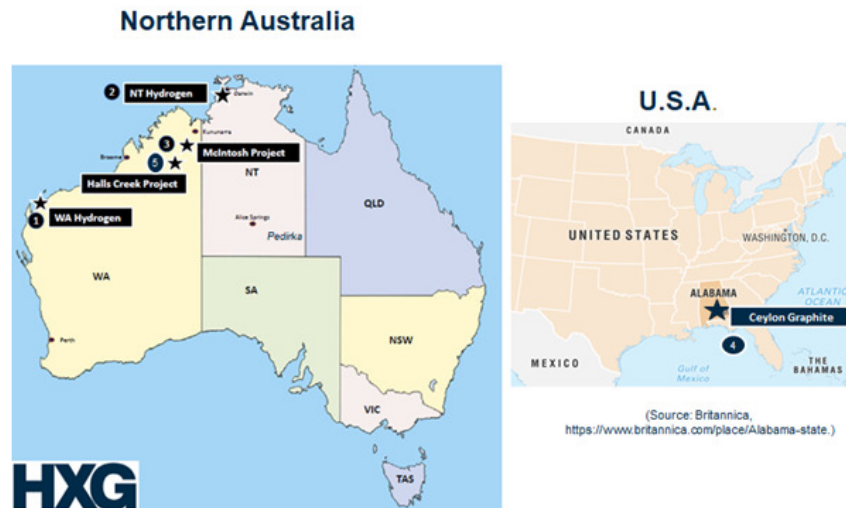 Northern Australia
2 NT Hydrogen
Darwin
Kununurra
3
McIntosh Project
Broome
5
Halls Creek Project
NT
1 WA Hydrogen
Alice Springs
Pedirka
QLD
WA
SA
NSW
Perth
VIC
TAS
HXG
U.S.A.
CANADA
UNITED STATES
WASHINGTON, D.C.
ALABAMA
ATLANTIC
OCEAN
Ceylon Graphite
4
MEXICO
Gulf of
Mexico
THE
BAHAMAS
(Source: Britannica,
https://www.britannica.com/place/Alabama-state.)